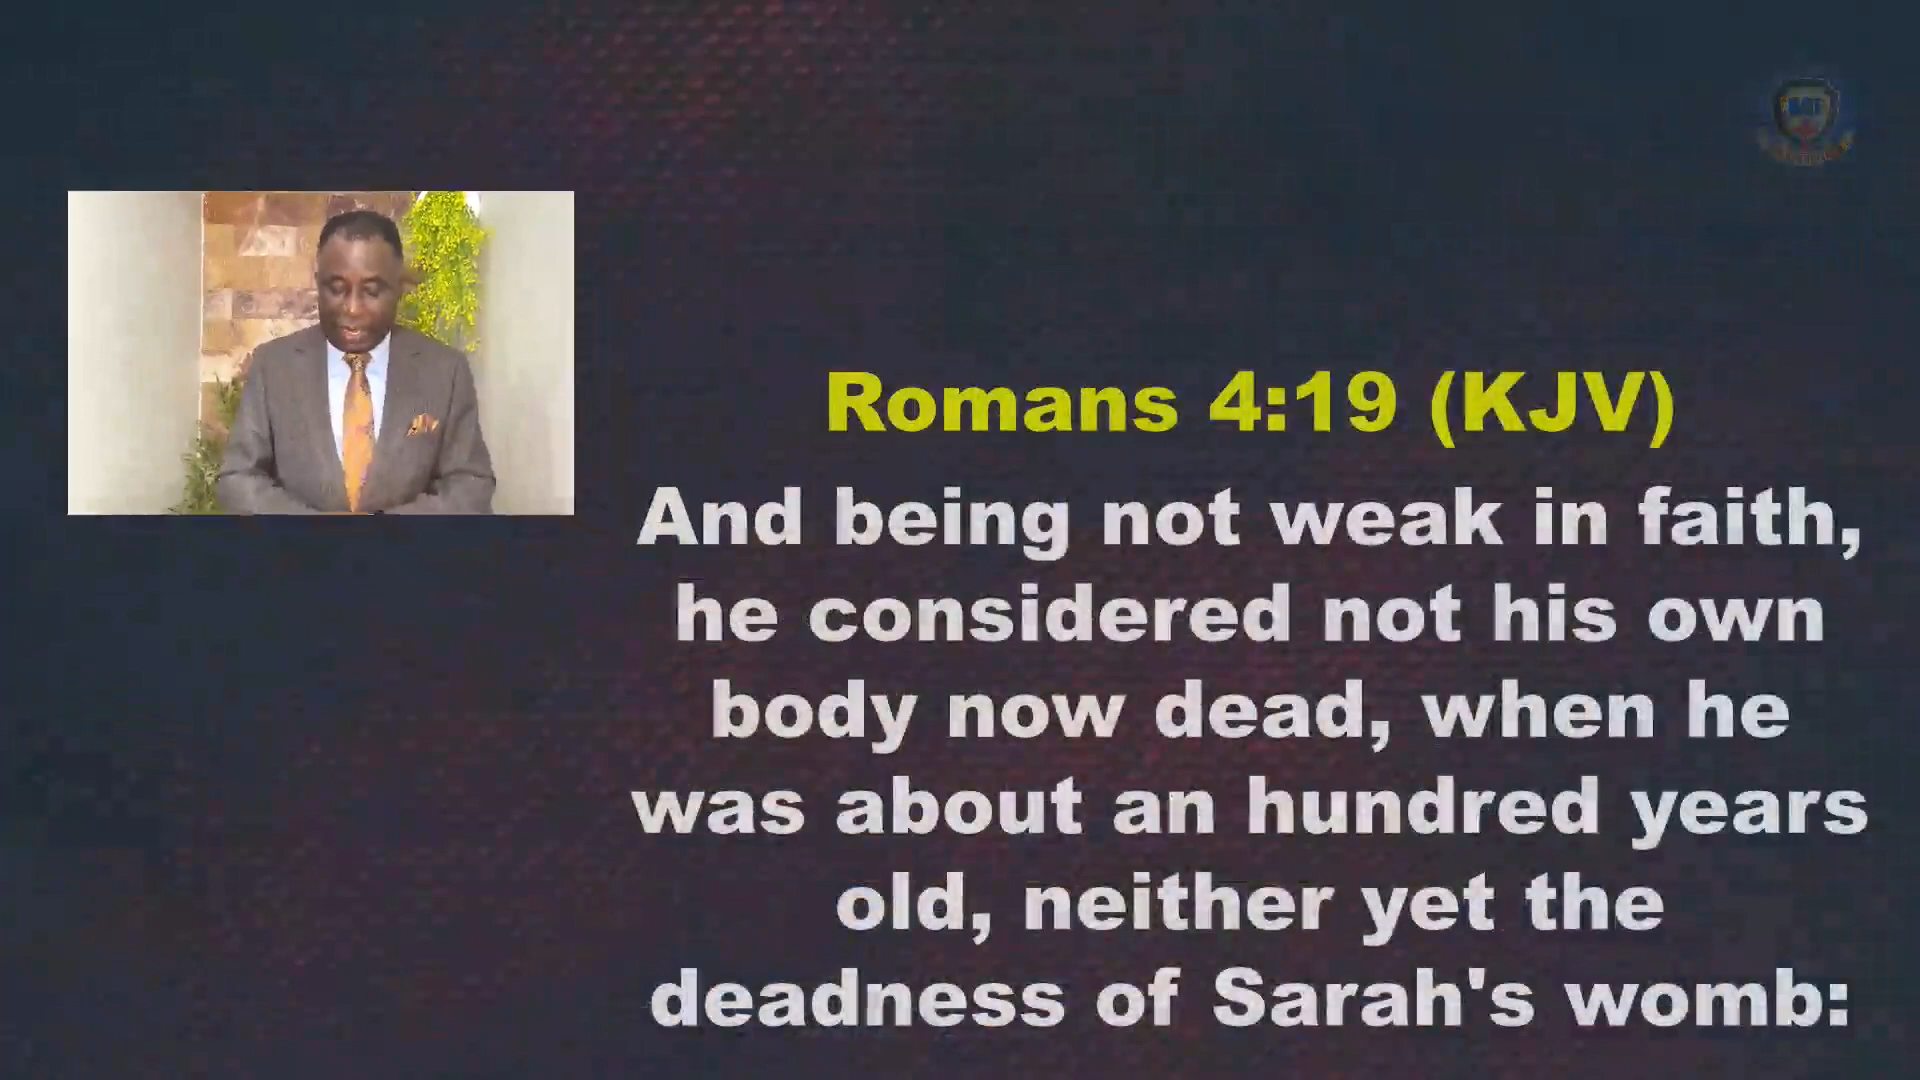 Romans 4:19 (KJV)
And being not weak in faith,
he considered not his own
body now dead, when he
was about an hundred years
old, neither yet the
deadness of Sarah's womb: